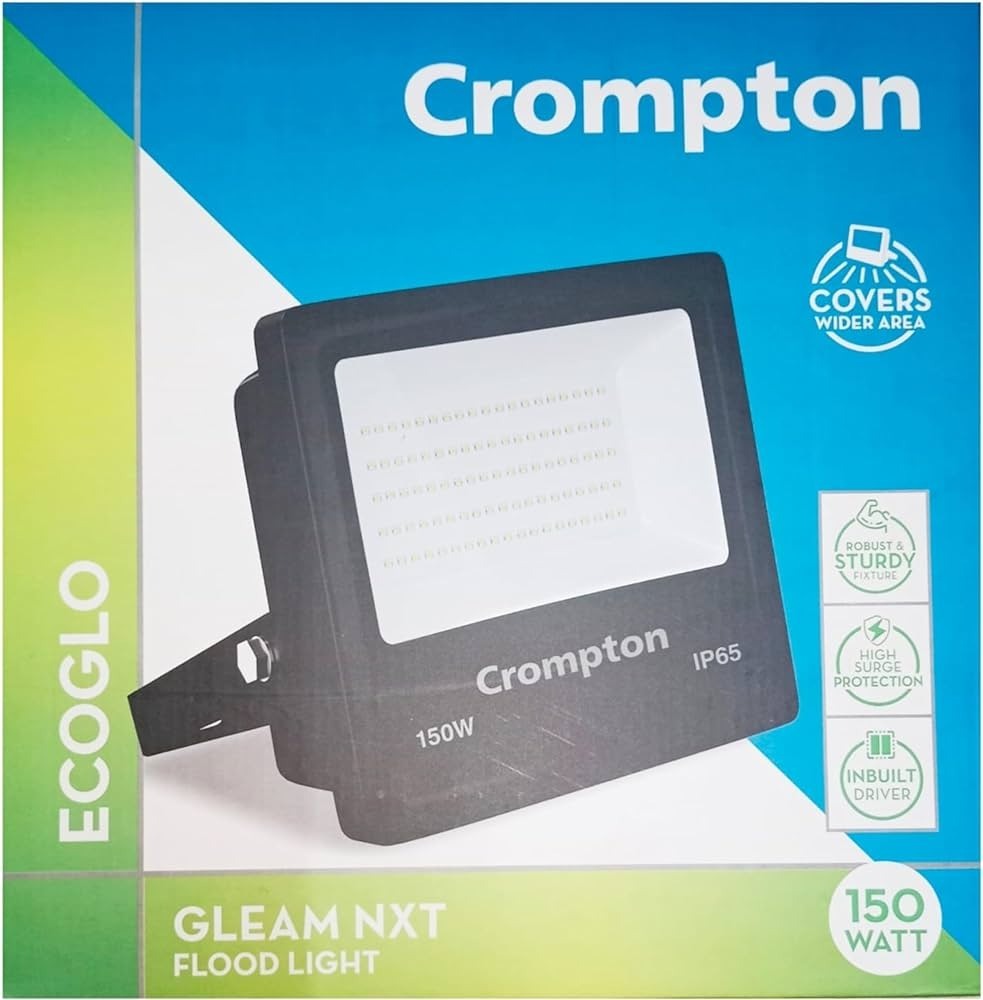 Crompton
COVERS
WIDER AREA
ROBUST &
STURDY
FIXTURE
HIGH
SURGE
PROTECTION
INBUILT
DRIVER
Crompton
IP65
150W
ECOGLO
GLEAM NXT
FLOOD LIGHT
150
WATT